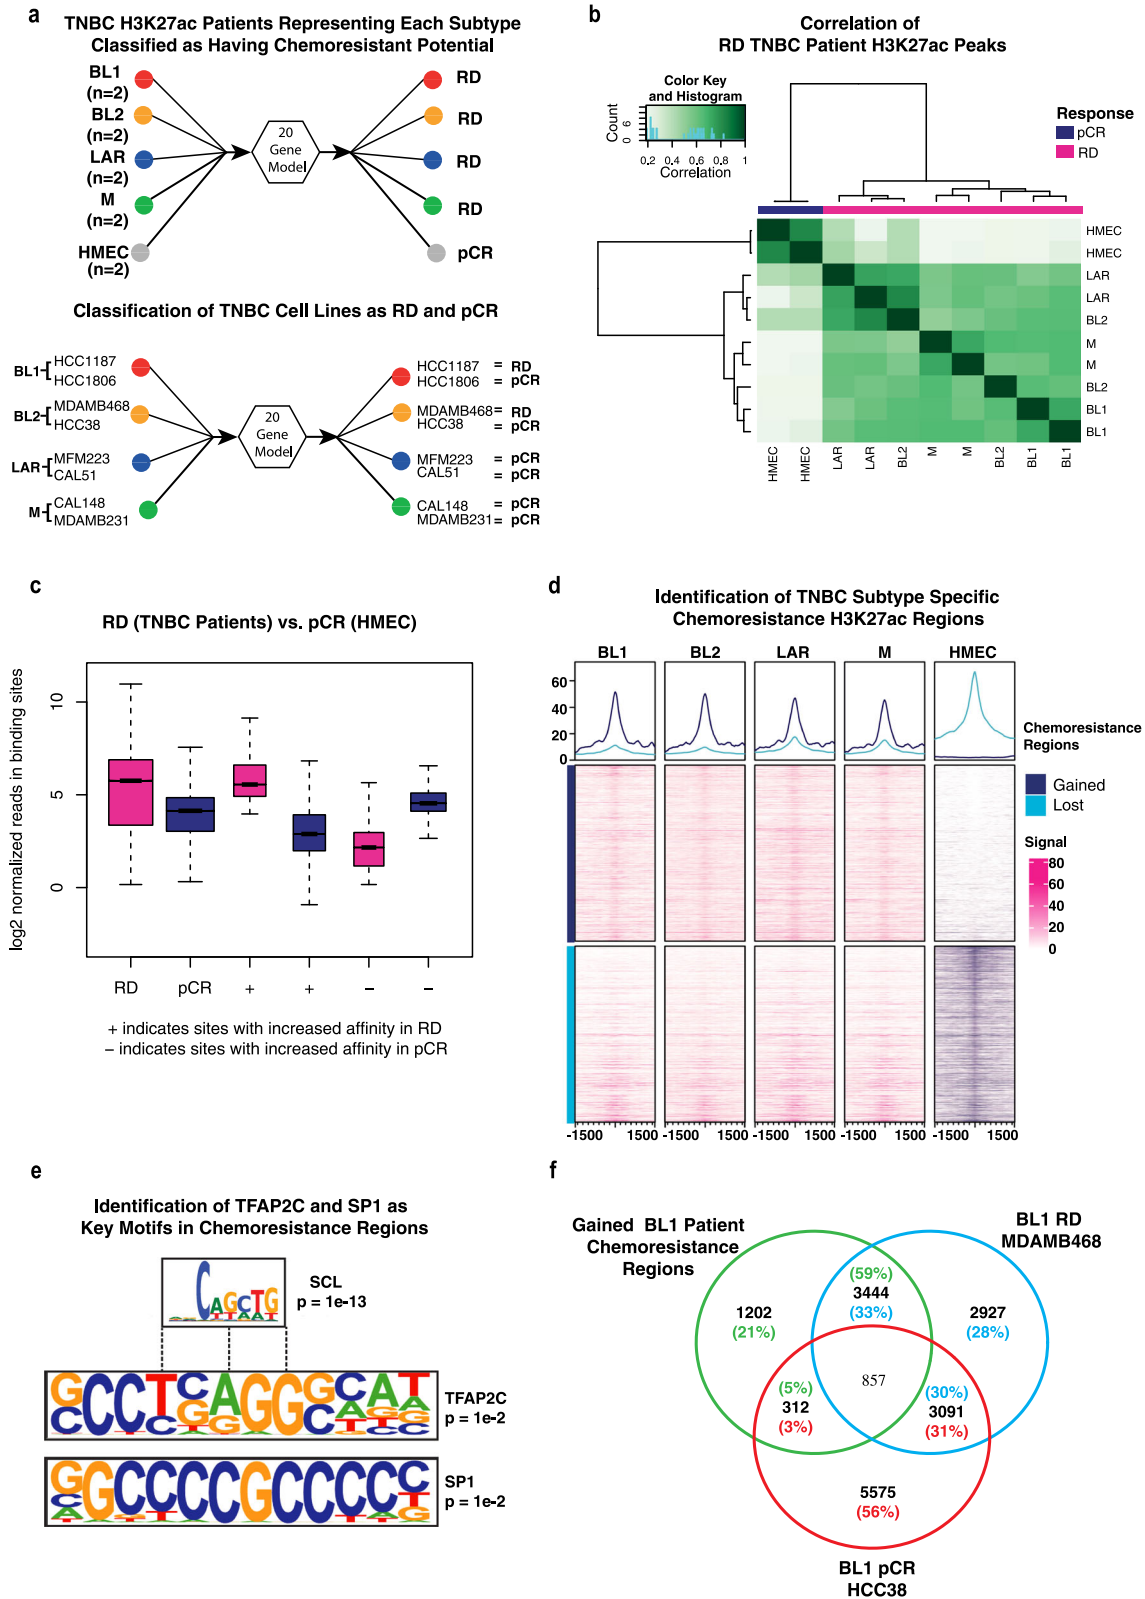 a
TNBC H3K27ac Patients Representing Each Subtype
Classified as Having Chemoresistant Potential
BL1
(n=2)
BL2
(n=2)
LAR
(n=2)
M
(n=2)
HMEC
(n=2)
20
Gene
Model
RD
RD
RD
RD
pCR
Classification of TNBC Cell Lines as RD and pCR
BL1
HCC1187
HCC1806
BL2
MDAMB468
HCC38
LAR
MFM223
CAL51
M
CAL148
MDAMB231
20
Gene
Model
HCC1187 = RD
HCC1806 = pCR
MDAMB468= RD
HCC38 = pCR
MFM223 = pCR
CAL51 = pCR
CAL148 = pCR
MDAMB231= pCR
b
Correlation of
RD TNBC Patient H3K27ac Peaks
Color Key
and Histogram
Count
0 6
0.2 0.4 0.6 0.8 1
Correlation
Response
pCR
RD
HMEC
HMEC
LAR
LAR
BL2
M
M
BL2
BL1
BL1
HMEC HMEC LAR LAR BL2 M M BL2 BL1 BL1
c
RD (TNBC Patients) vs. pCR (HMEC)
log2 normalized reads in binding sites
10
5
0
RD pCR + + − −
+ indicates sites with increased affinity in RD
− indicates sites with increased affinity in pCR
d
Identification of TNBC Subtype Specific
Chemoresistance H3K27ac Regions
BL1 BL2 LAR M HMEC
60
40
20
0
Chemoresistance
Regions
Gained
Lost
Signal
80
60
40
20
0
-1500 1500 -1500 1500 -1500 1500 -1500 1500 -1500 1500
e
Identification of TFAP2C and SP1 as
Key Motifs in Chemoresistance Regions
CAGCTG
SCL
p = 1e-13
GCCTCAGGGCAT
TFAP2C
p = 1e-2
GGCCCCGCCCCC
SP1
p = 1e-2
f
Gained BL1 Patient
Chemoresistance
Regions
BL1 RD
MDAMB468
(59%)
3444
(33%)
1202
(21%)
2927
(28%)
857
(5%)
312
(3%)
(30%)
3091
(31%)
5575
(56%)
BL1 pCR
HCC38